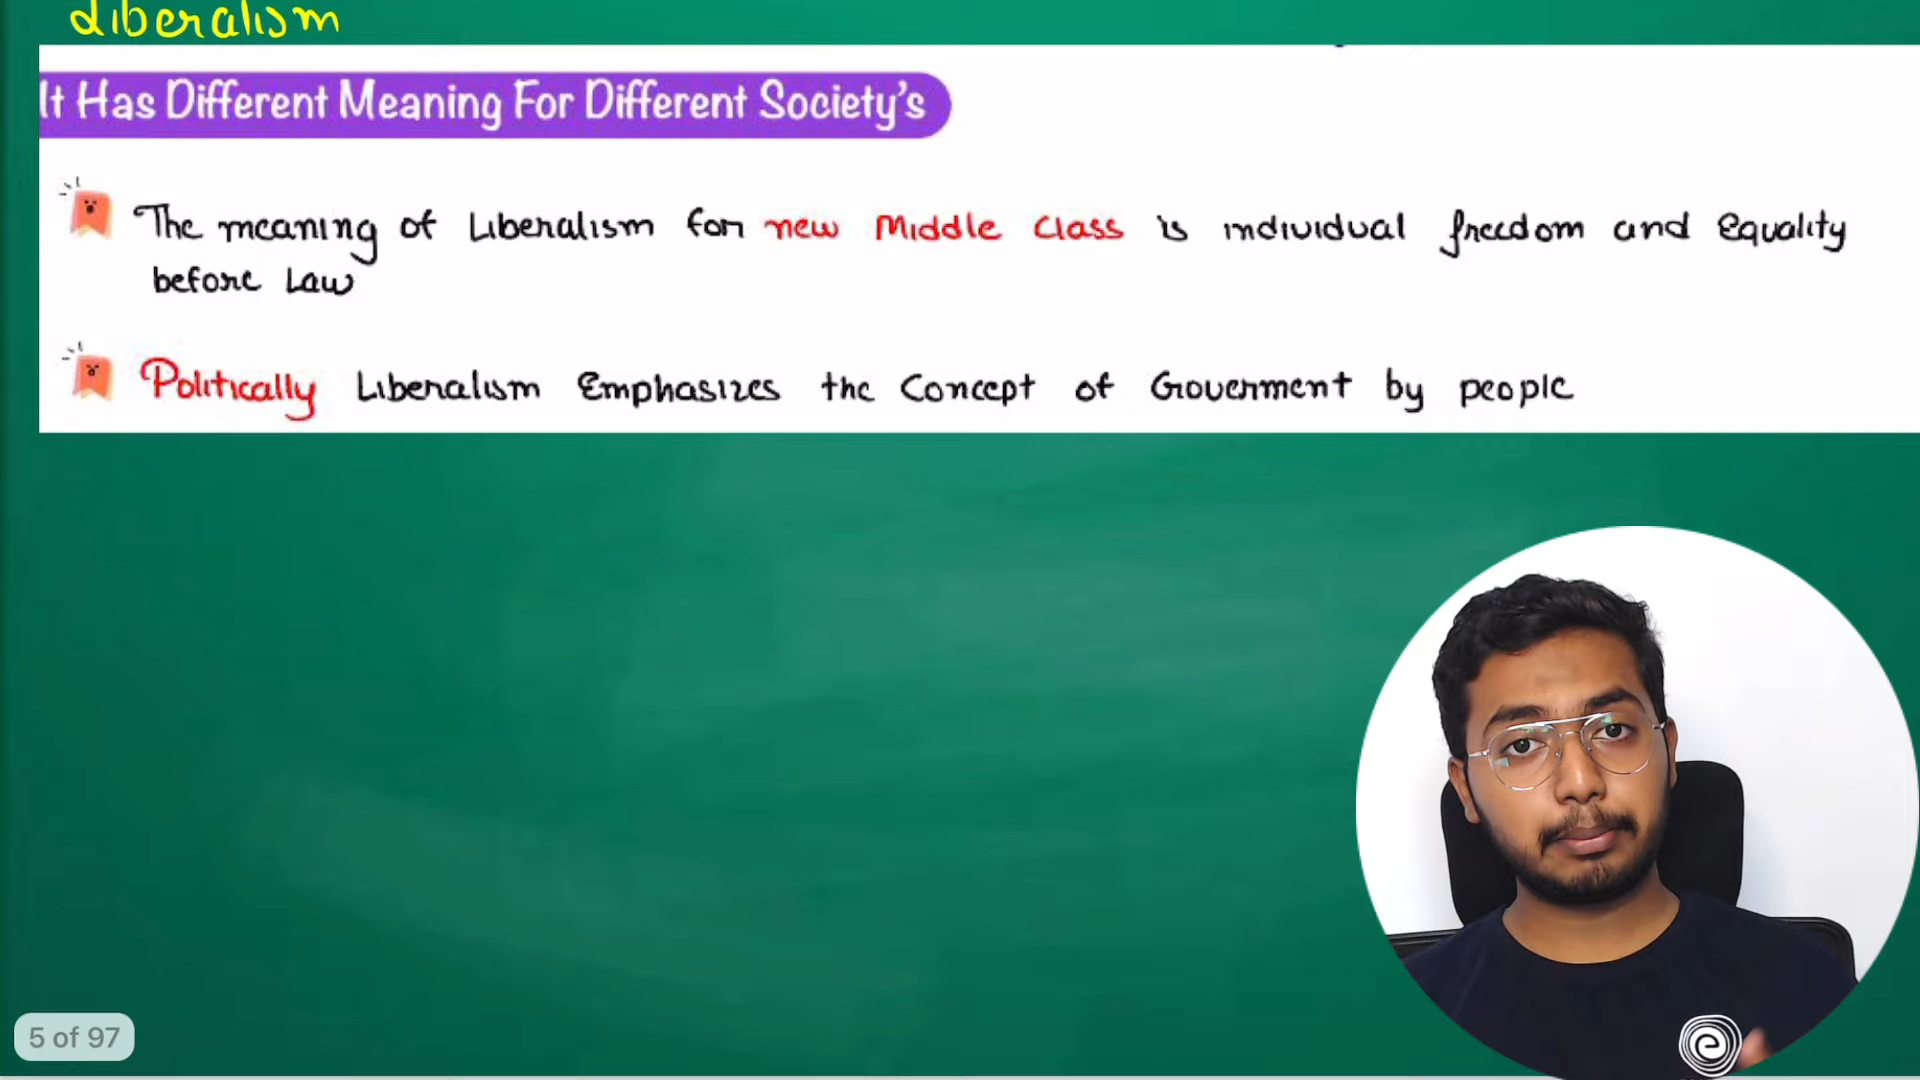 Liberalism
It Has Different Meaning For Different Society's
The meaning of Liberalism for new Middle Class is individual freedom and Equality
before Law
Politically Liberalism Emphasizes the Concept of Government by people
5 of 97